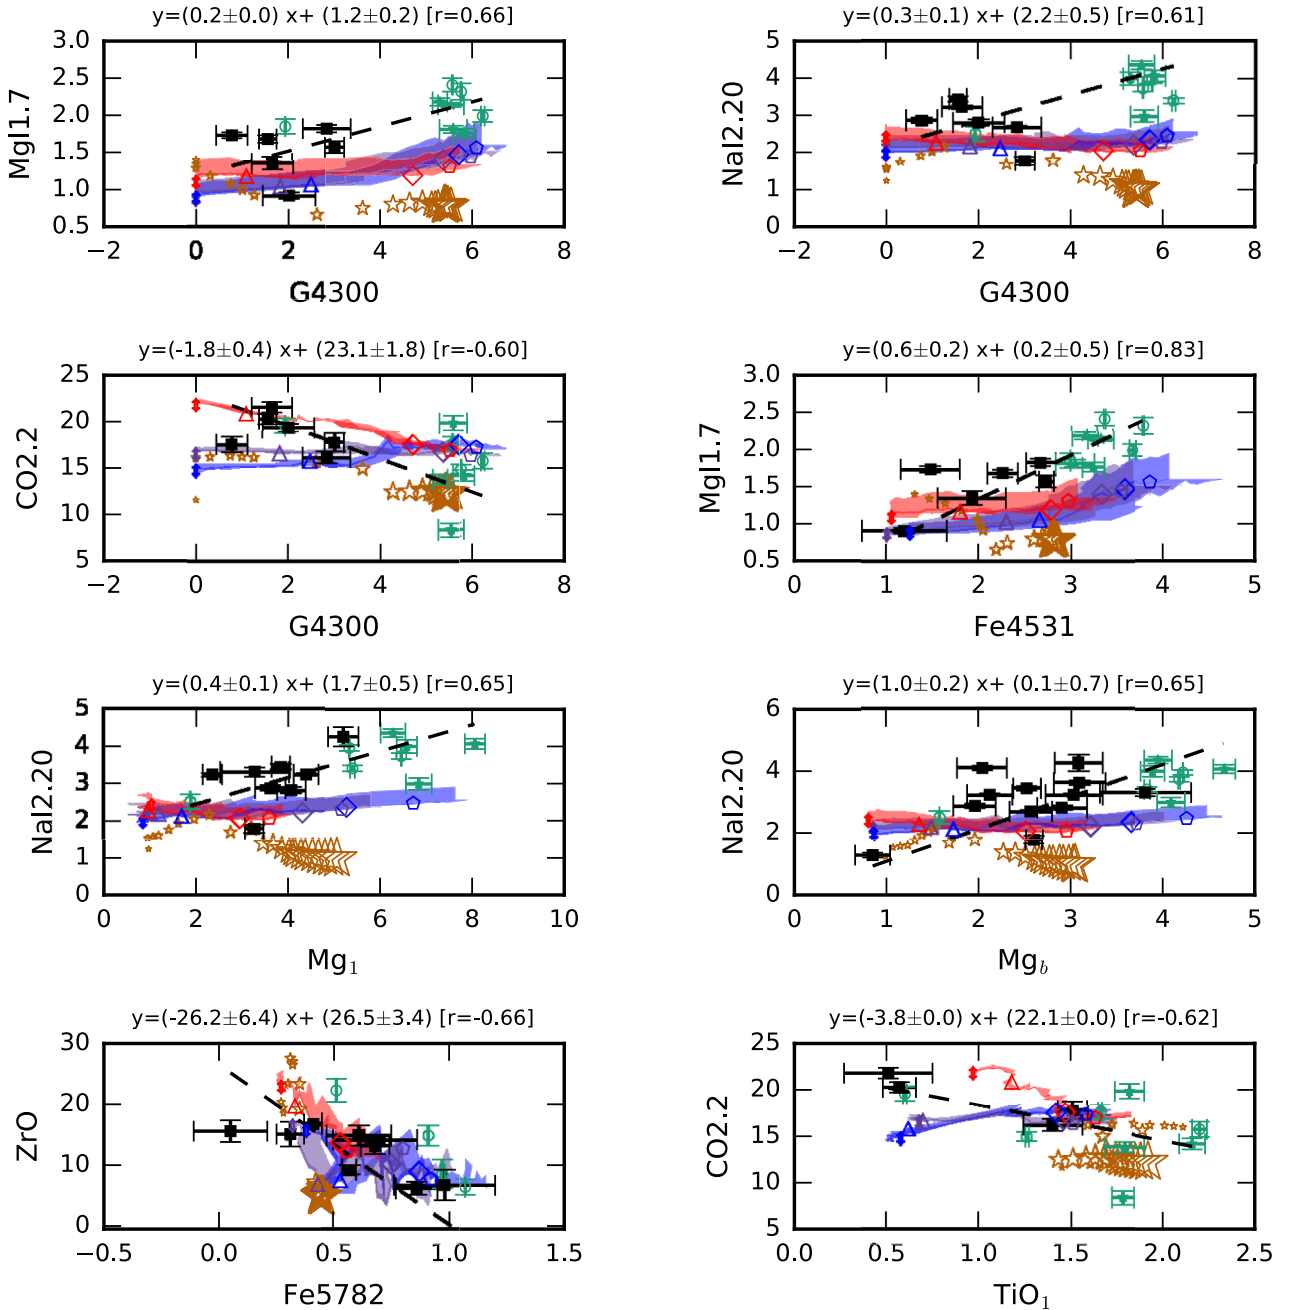 y=(0.2±0.0) x+ (1.2±0.2) [r=0.66]
3.0
2.5
2.0
1.5
1.0
0.5
MgI1.7
−2 0 2 4 6 8
G4300
y=(0.3±0.1) x+ (2.2±0.5) [r=0.61]
5
4
3
2
1
0
NaI2.20
−2 0 2 4 6 8
G4300
y=(-1.8±0.4) x+ (23.1±1.8) [r=-0.60]
25
20
15
10
5
CO2.2
−2 0 2 4 6 8
G4300
y=(0.6±0.2) x+ (0.2±0.5) [r=0.83]
3.0
2.5
2.0
1.5
1.0
0.5
MgI1.7
0 1 2 3 4 5
Fe4531
y=(0.4±0.1) x+ (1.7±0.5) [r=0.65]
5
4
3
2
1
0
NaI2.20
0 2 4 6 8 10
Mg₁
y=(1.0±0.2) x+ (0.1±0.7) [r=0.65]
6
4
2
0
NaI2.20
0 1 2 3 4 5
Mg_b
y=(-26.2±6.4) x+ (26.5±3.4) [r=-0.66]
30
20
10
0
ZrO
−0.5 0.0 0.5 1.0 1.5
Fe5782
y=(-3.8±0.0) x+ (22.1±0.0) [r=-0.62]
25
20
15
10
5
CO2.2
0.0 0.5 1.0 1.5 2.0 2.5
TiO₁